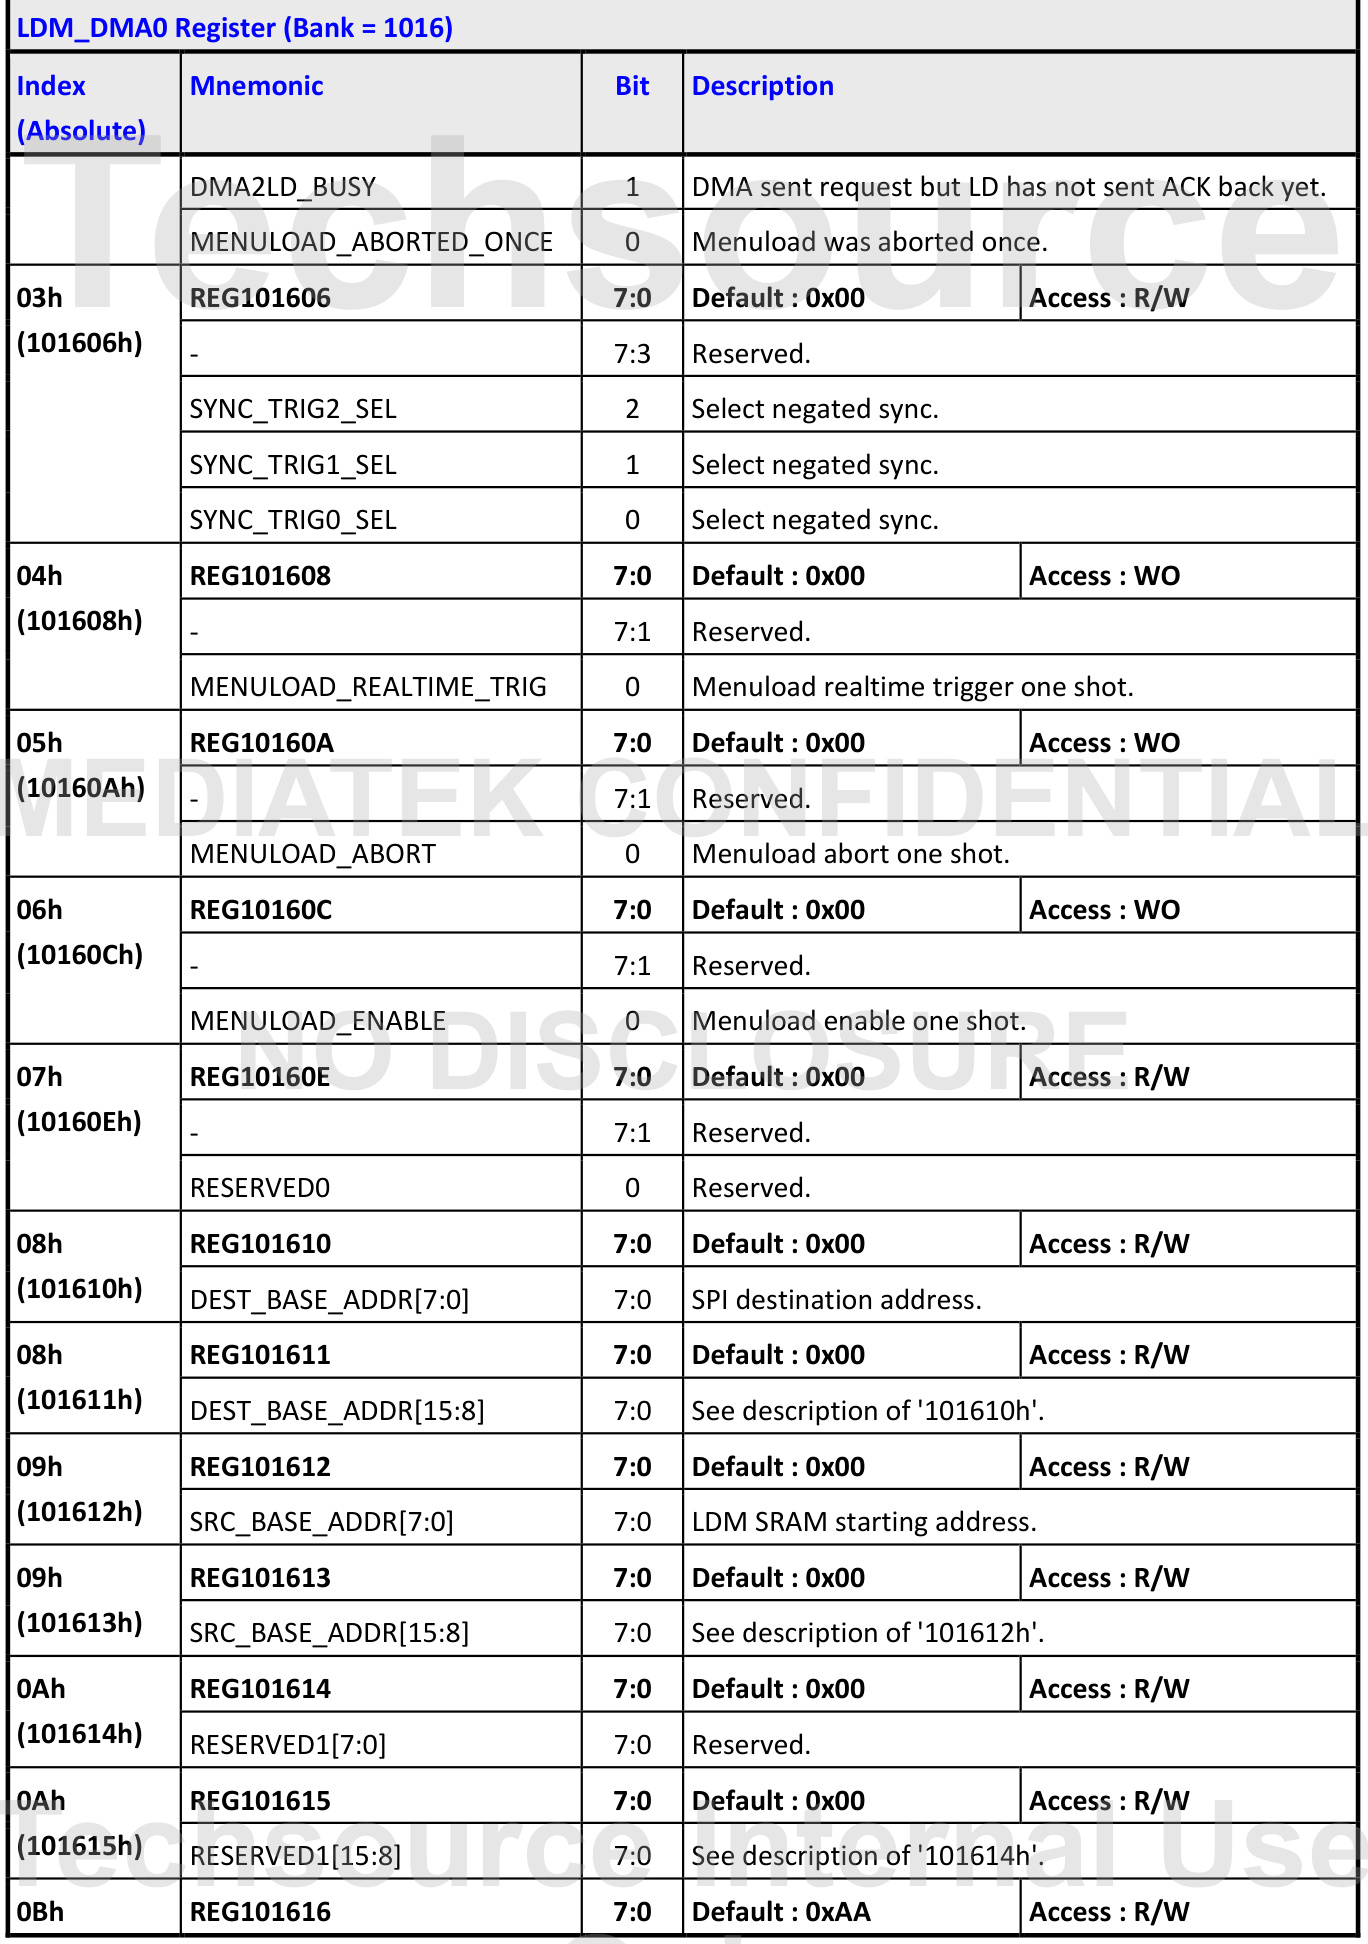 LDM_DMA0 Register (Bank = 1016)
Index (Absolute) Mnemonic Bit Description
DMA2LD_BUSY 1 DMA sent request but LD has not sent ACK back yet.
MENULOAD_ABORTED_ONCE 0 Menuload was aborted once.
03h (101606h) REG101606 7:0 Default : 0x00 Access : R/W
- 7:3 Reserved.
SYNC_TRIG2_SEL 2 Select negated sync.
SYNC_TRIG1_SEL 1 Select negated sync.
SYNC_TRIG0_SEL 0 Select negated sync.
04h (101608h) REG101608 7:0 Default : 0x00 Access : WO
- 7:1 Reserved.
MENULOAD_REALTIME_TRIG 0 Menuload realtime trigger one shot.
05h (10160Ah) REG10160A 7:0 Default : 0x00 Access : WO
- 7:1 Reserved.
MENULOAD_ABORT 0 Menuload abort one shot.
06h (10160Ch) REG10160C 7:0 Default : 0x00 Access : WO
- 7:1 Reserved.
MENULOAD_ENABLE 0 Menuload enable one shot.
07h (10160Eh) REG10160E 7:0 Default : 0x00 Access : R/W
- 7:1 Reserved.
RESERVED0 0 Reserved.
08h (101610h) REG101610 7:0 Default : 0x00 Access : R/W
DEST_BASE_ADDR[7:0] 7:0 SPI destination address.
08h (101611h) REG101611 7:0 Default : 0x00 Access : R/W
DEST_BASE_ADDR[15:8] 7:0 See description of '101610h'.
09h (101612h) REG101612 7:0 Default : 0x00 Access : R/W
SRC_BASE_ADDR[7:0] 7:0 LDM SRAM starting address.
09h (101613h) REG101613 7:0 Default : 0x00 Access : R/W
SRC_BASE_ADDR[15:8] 7:0 See description of '101612h'.
0Ah (101614h) REG101614 7:0 Default : 0x00 Access : R/W
RESERVED1[7:0] 7:0 Reserved.
0Ah (101615h) REG101615 7:0 Default : 0x00 Access : R/W
RESERVED1[15:8] 7:0 See description of '101614h'.
0Bh REG101616 7:0 Default : 0xAA Access : R/W
Techsource
MEDIATEK CONFIDENTIAL
NO DISCLOSURE
Techsource Internal Use